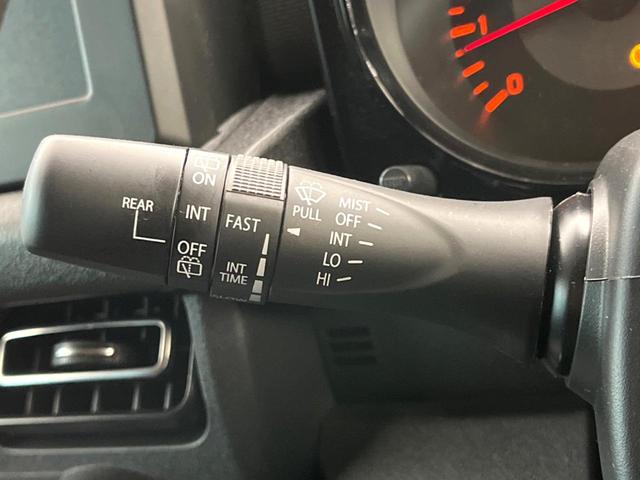 REAR
ON
INT
OFF
FAST
INT
TIME
PULL
MIST
OFF
INT
LO
HI
1
0